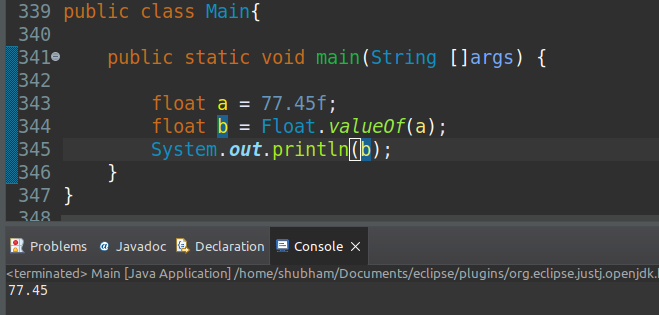 339 public class Main{
340
341 public static void main(String []args) {
342
343 float a = 77.45f;
344 float b = Float.valueOf(a);
345 System.out.println(b);
346 }
347 }
348
Problems @ Javadoc Declaration Console ×
<terminated> Main [Java Application] /home/shubham/Documents/eclipse/plugins/org.eclipse.justj.openjdk.
77.45